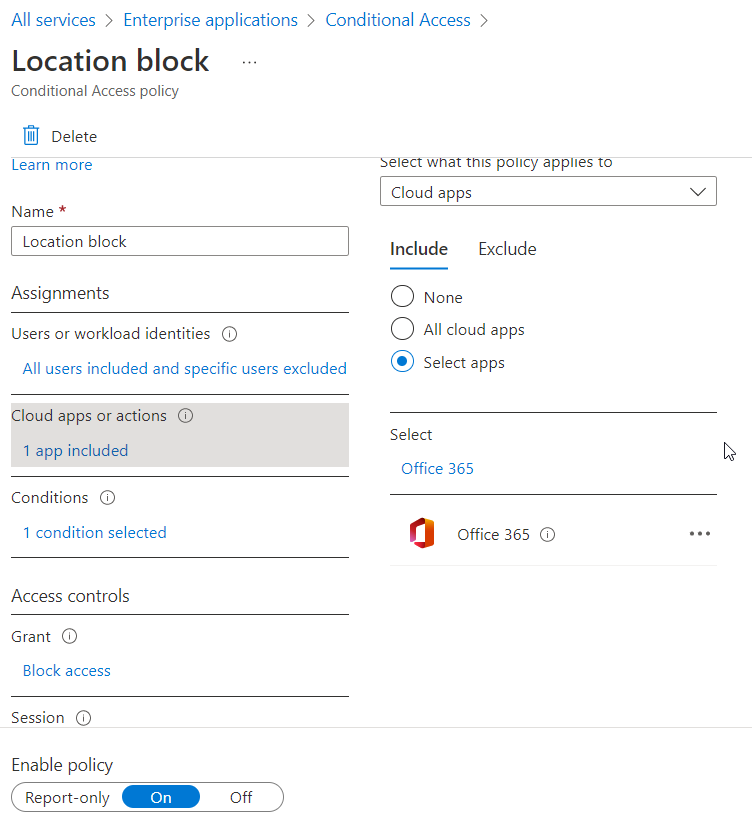 All services > Enterprise applications > Conditional Access >
Location block ...
Conditional Access policy
Delete
Learn more
Name *
Location block
Assignments
Users or workload identities
All users included and specific users excluded
Cloud apps or actions
1 app included
Conditions
1 condition selected
Access controls
Grant
Block access
Session
Select what this policy applies to
Cloud apps
Include Exclude
None
All cloud apps
Select apps
Select
Office 365
Office 365
Enable policy
Report-only On Off